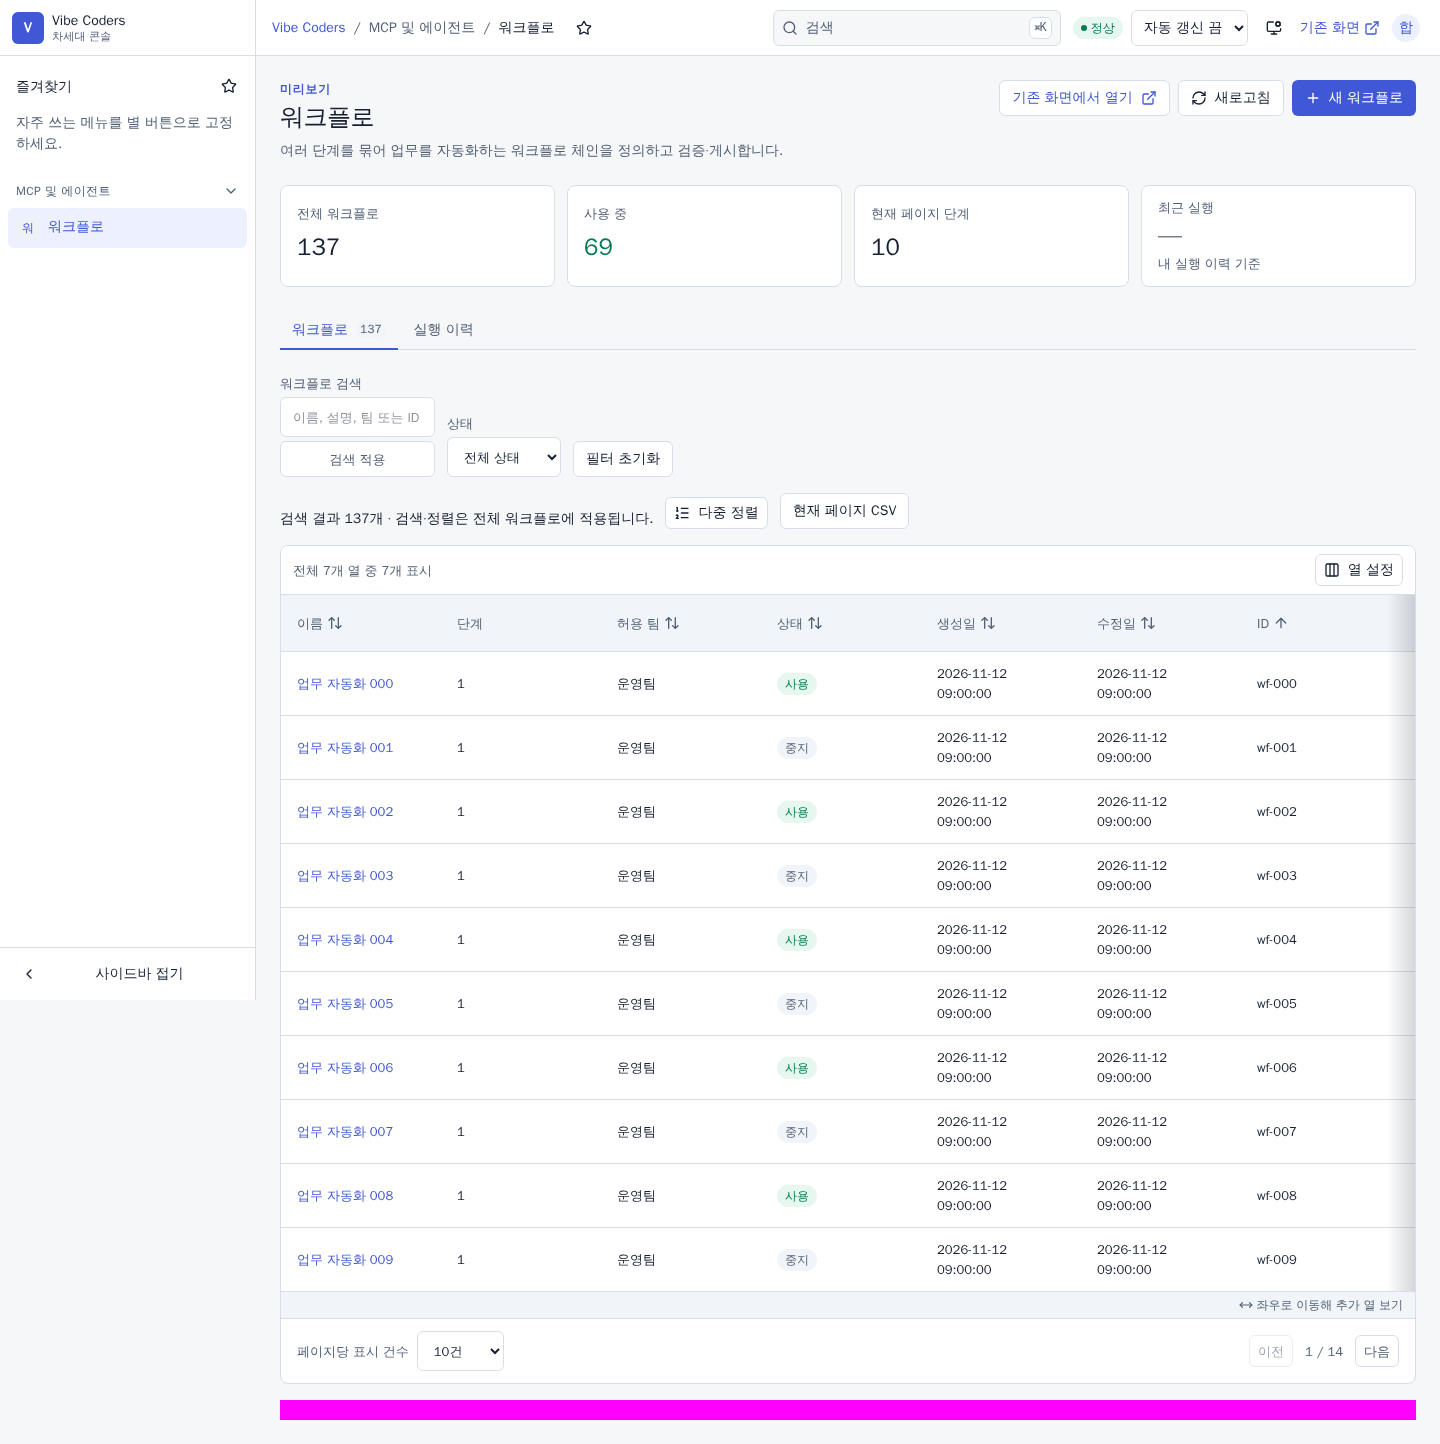 V Vibe Coders
차세대 콘솔
Vibe Coders / MCP 및 에이전트 / 워크플로
검색 ⌘K
정상
자동 갱신 끔
기존 화면
합
즐겨찾기
자주 쓰는 메뉴를 별 버튼으로 고정
하세요.
MCP 및 에이전트
워 워크플로
사이드바 접기
미리보기
워크플로
여러 단계를 묶어 업무를 자동화하는 워크플로 체인을 정의하고 검증·게시합니다.
기존 화면에서 열기
새로고침
새 워크플로
전체 워크플로
137
사용 중
69
현재 페이지 단계
10
최근 실행
—
내 실행 이력 기준
워크플로 137
실행 이력
워크플로 검색
이름, 설명, 팀 또는 ID
검색 적용
상태
전체 상태
필터 초기화
검색 결과 137개 · 검색·정렬은 전체 워크플로에 적용됩니다.
다중 정렬
현재 페이지 CSV
전체 7개 열 중 7개 표시
열 설정
이름 단계 허용 팀 상태 생성일 수정일 ID
업무 자동화 000 1 운영팀 사용 2026-11-12 09:00:00 2026-11-12 09:00:00 wf-000
업무 자동화 001 1 운영팀 중지 2026-11-12 09:00:00 2026-11-12 09:00:00 wf-001
업무 자동화 002 1 운영팀 사용 2026-11-12 09:00:00 2026-11-12 09:00:00 wf-002
업무 자동화 003 1 운영팀 중지 2026-11-12 09:00:00 2026-11-12 09:00:00 wf-003
업무 자동화 004 1 운영팀 사용 2026-11-12 09:00:00 2026-11-12 09:00:00 wf-004
업무 자동화 005 1 운영팀 중지 2026-11-12 09:00:00 2026-11-12 09:00:00 wf-005
업무 자동화 006 1 운영팀 사용 2026-11-12 09:00:00 2026-11-12 09:00:00 wf-006
업무 자동화 007 1 운영팀 중지 2026-11-12 09:00:00 2026-11-12 09:00:00 wf-007
업무 자동화 008 1 운영팀 사용 2026-11-12 09:00:00 2026-11-12 09:00:00 wf-008
업무 자동화 009 1 운영팀 중지 2026-11-12 09:00:00 2026-11-12 09:00:00 wf-009
좌우로 이동해 추가 열 보기
페이지당 표시 건수 10건
이전 1 / 14 다음